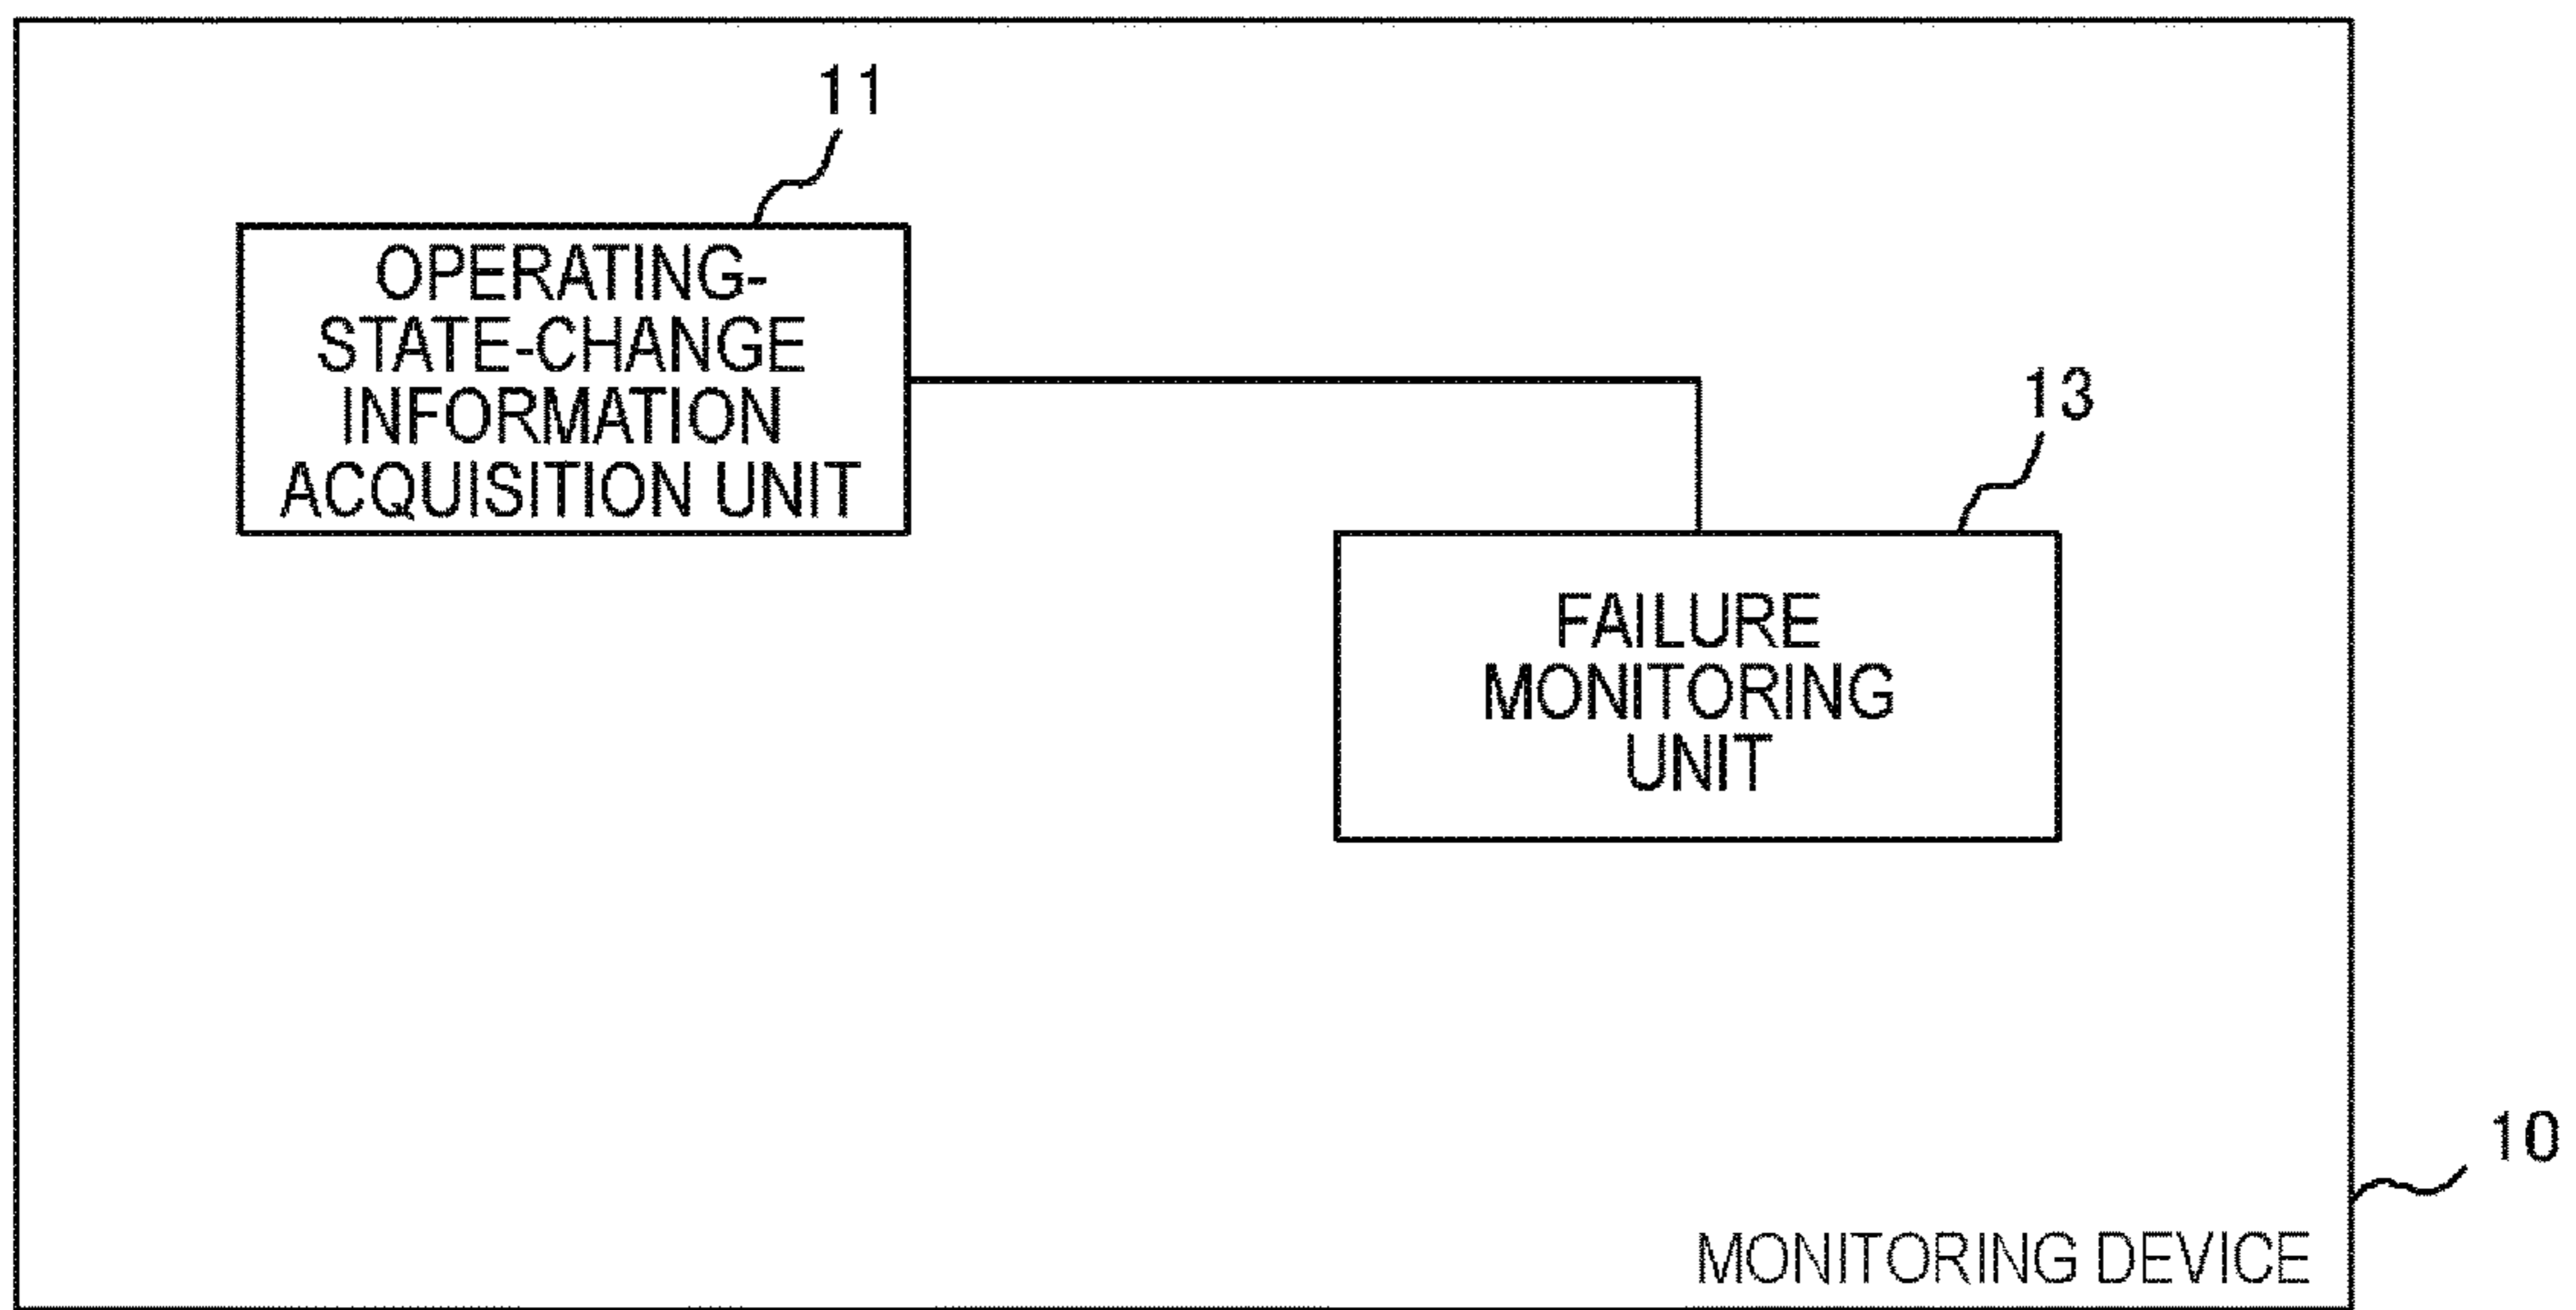 11
OPERATING-
STATE-CHANGE
INFORMATION
ACQUISITION UNIT
13
FAILURE
MONITORING
UNIT
10
MONITORING DEVICE